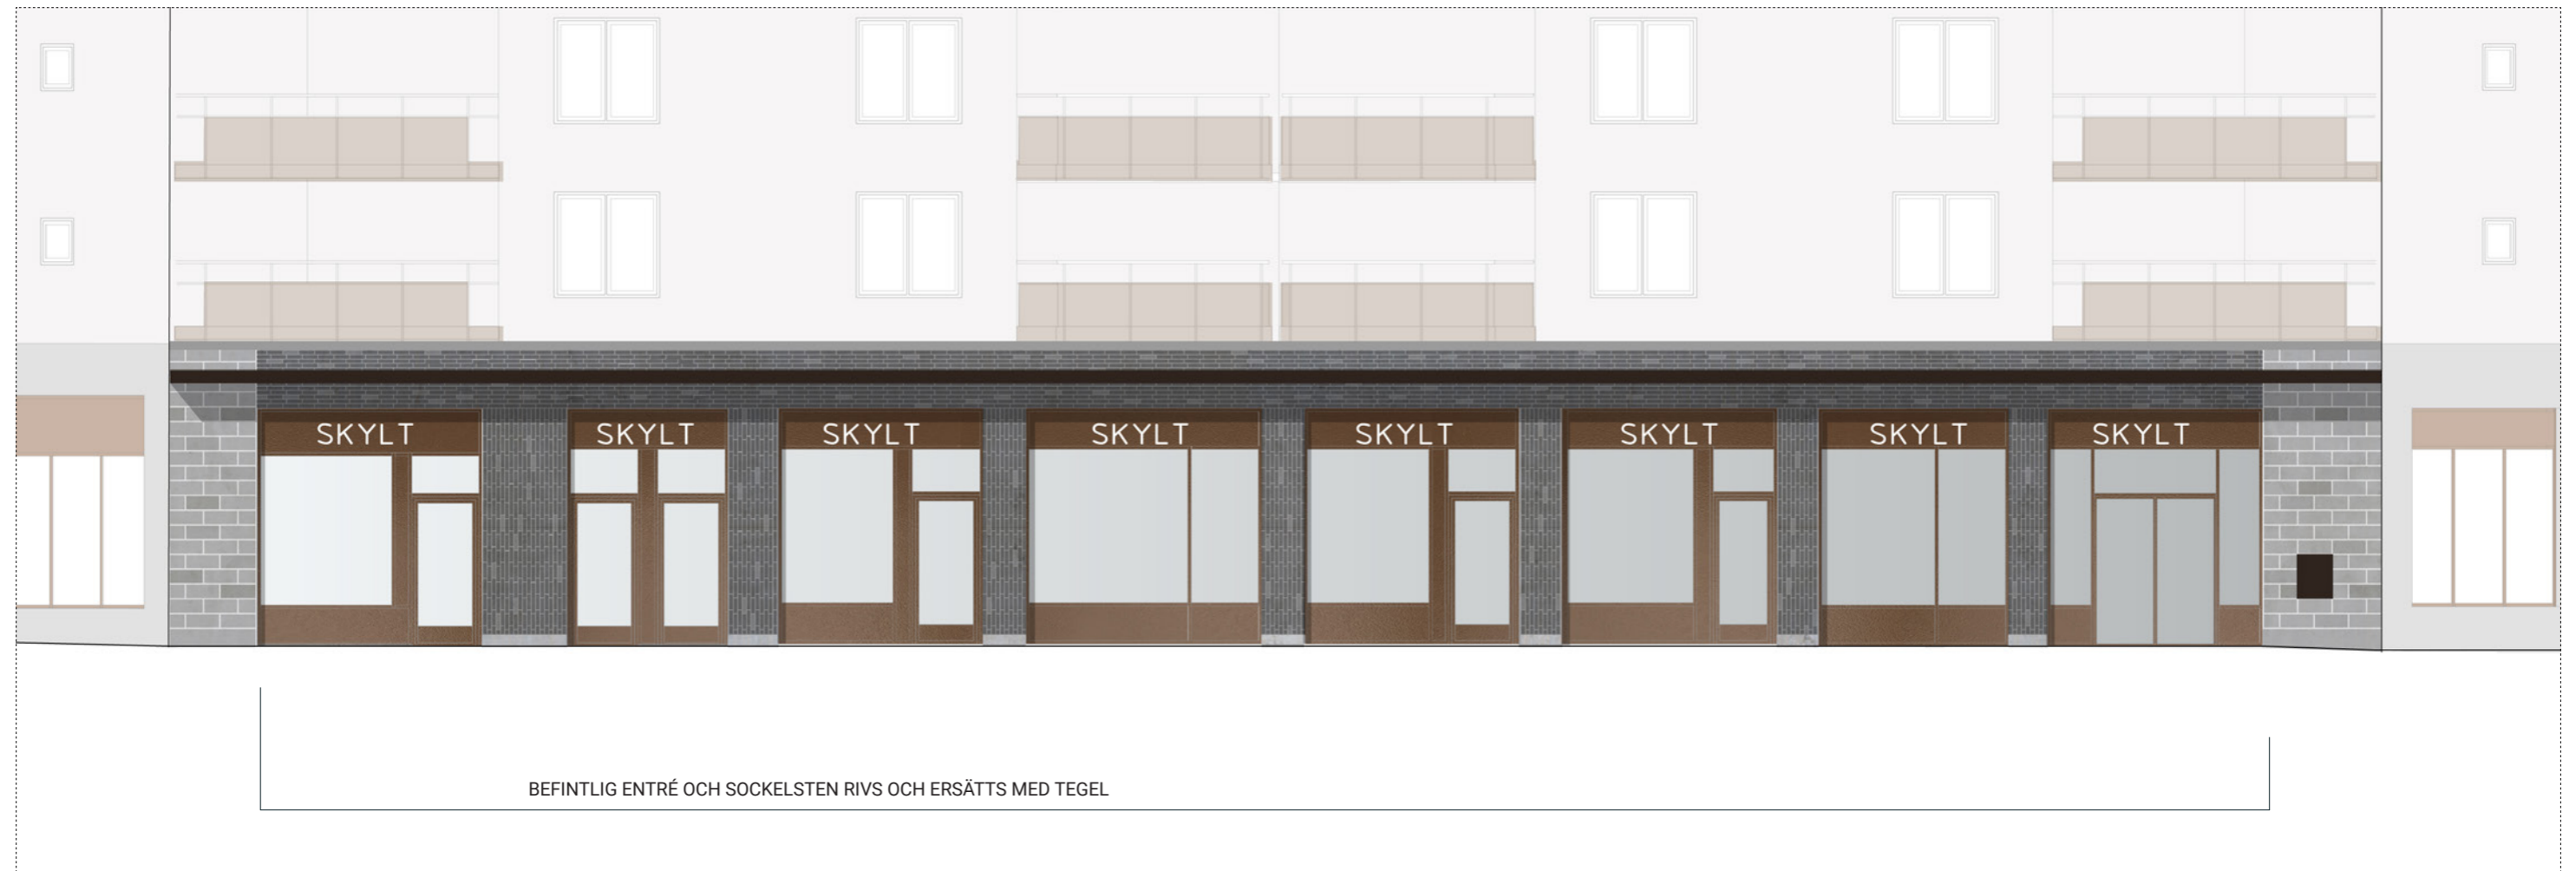 SKYLT
SKYLT
SKYLT
SKYLT
SKYLT
SKYLT
SKYLT
SKYLT
BEFINTLIG ENTRÉ OCH SOCKELSTEN RIVS OCH ERSÄTTS MED TEGEL